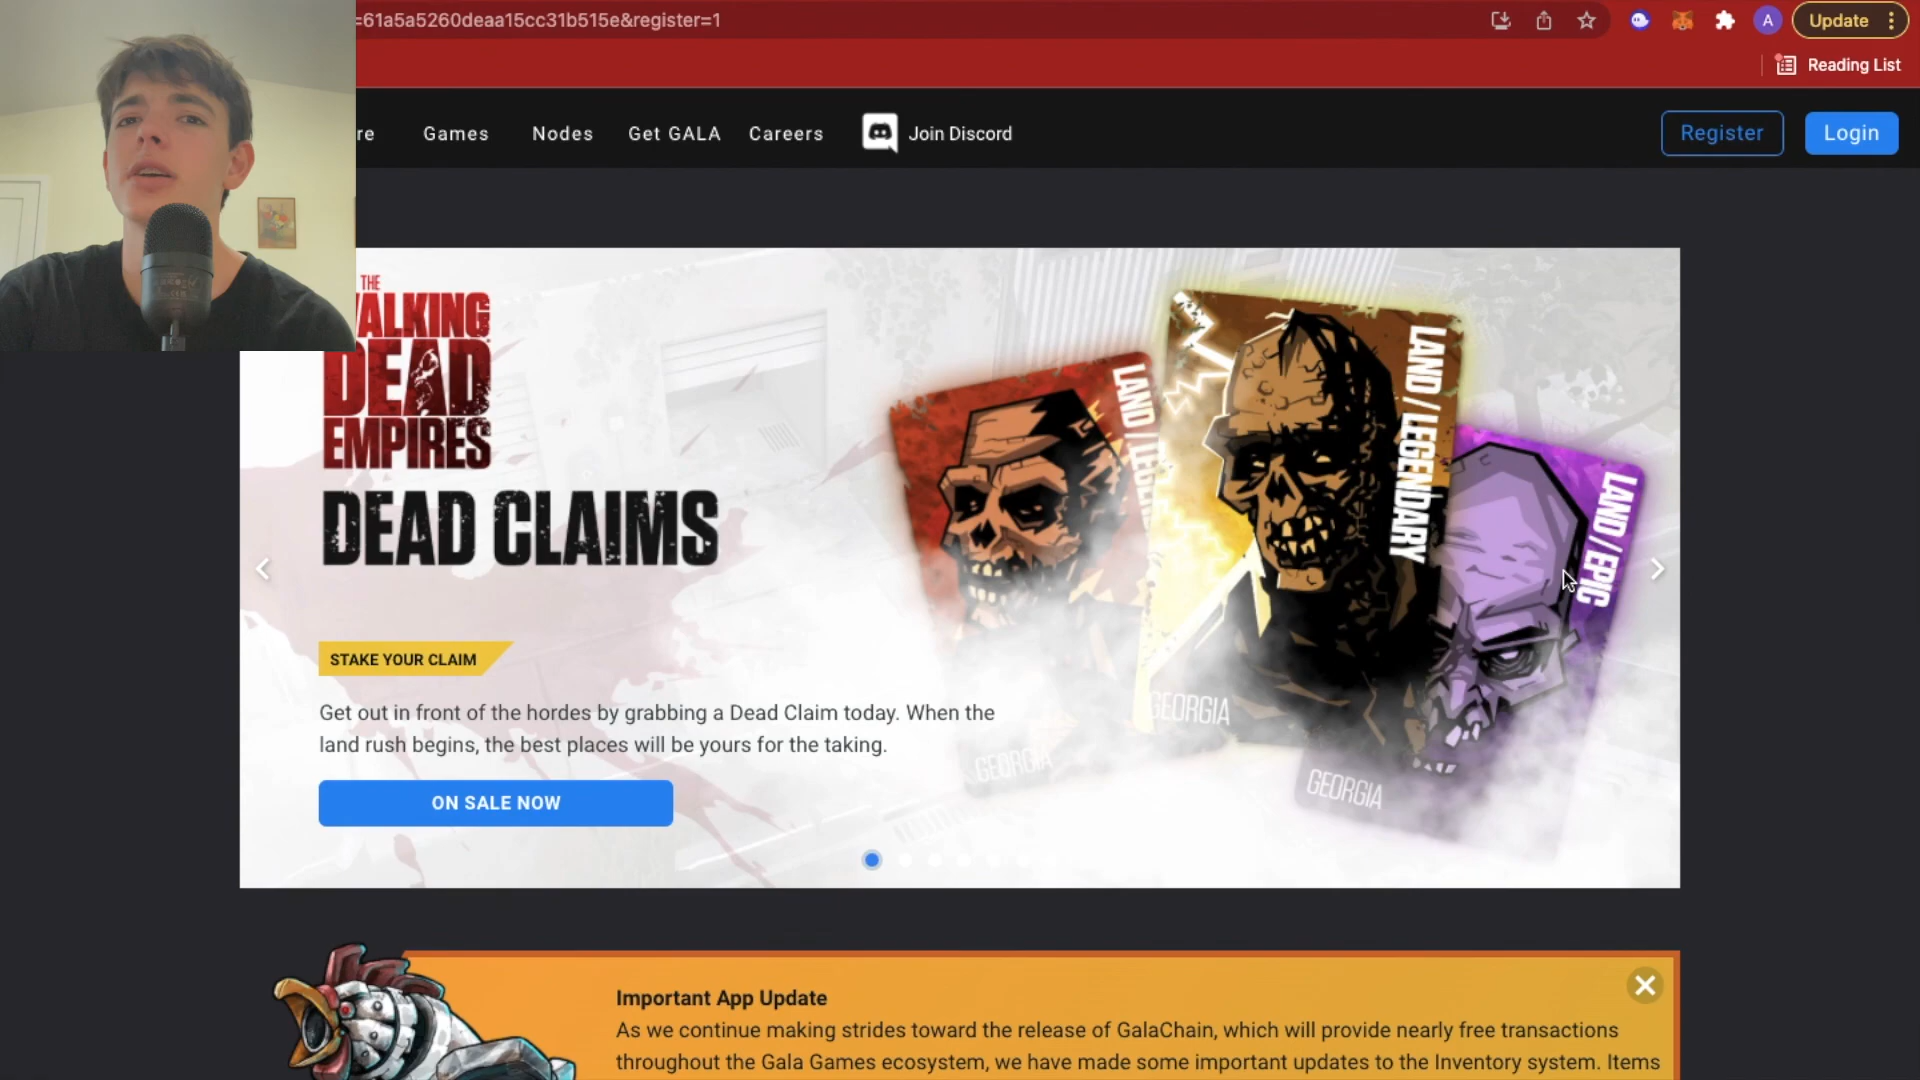 =61a5a5260deaa15cc31b515e&register=1
A
Update
Reading List
re
Games
Nodes
Get GALA
Careers
Join Discord
Register
Login
THE
ALKING
DEAD
EMPIRES
DEAD CLAIMS
LAND / LEGE
LAND / LEGENDARY
LAND / EPIC
GEORGIA
GEORGIA
GEORGIA
STAKE YOUR CLAIM
Get out in front of the hordes by grabbing a Dead Claim today. When the
land rush begins, the best places will be yours for the taking.
ON SALE NOW
Important App Update
As we continue making strides toward the release of GalaChain, which will provide nearly free transactions
throughout the Gala Games ecosystem, we have made some important updates to the Inventory system. Items